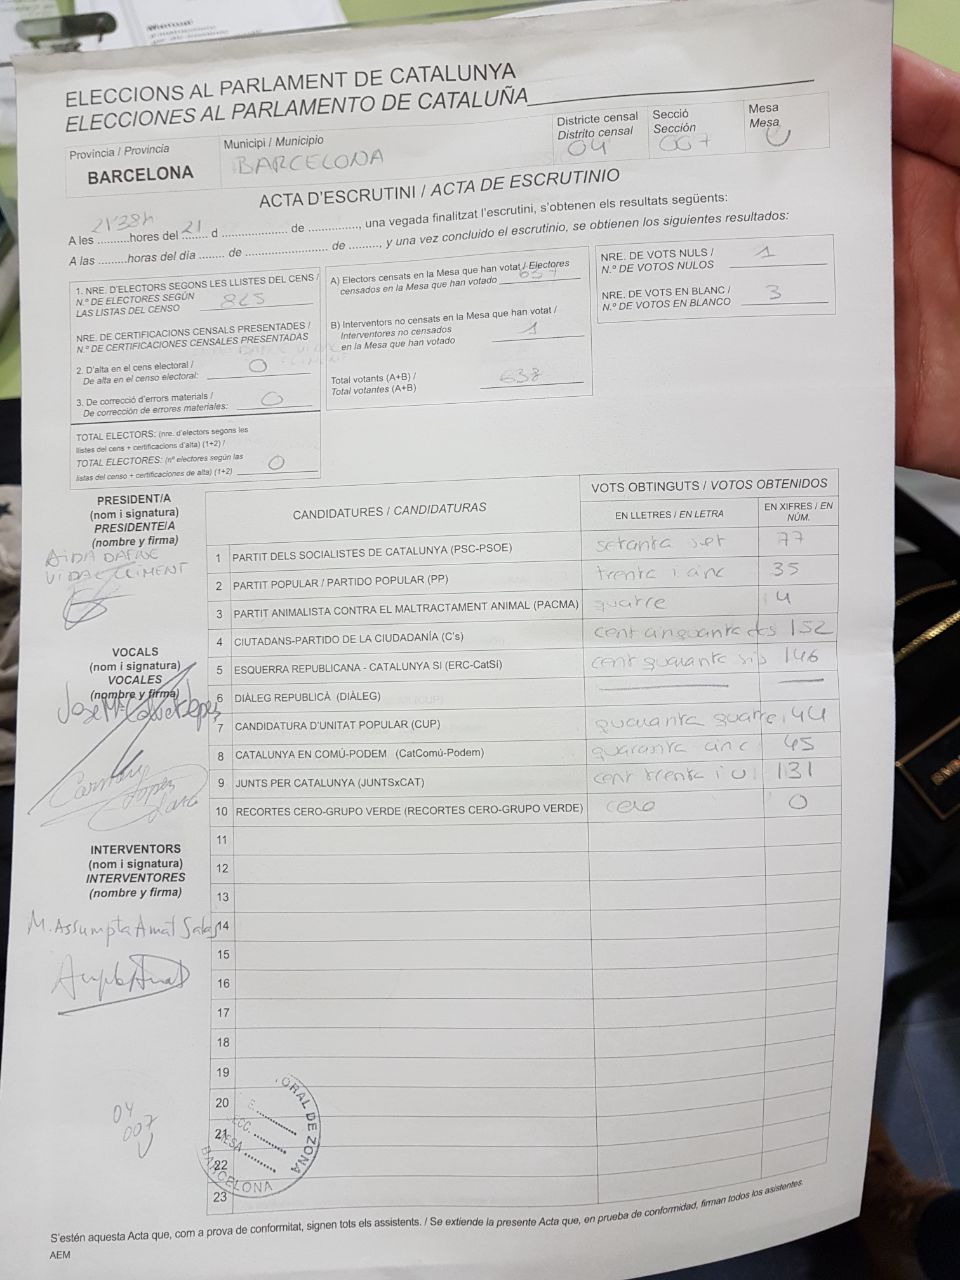 ELECCIONS AL PARLAMENT DE CATALUNYA
ELECCIONES AL PARLAMENTO DE CATALUÑA
Provincia / Provincia
BARCELONA
Municipi / Municipio
BARCELONA
Districte censal
Distrito censal
04
Secció
Sección
007
Mesa
Mesa
U
ACTA D'ESCRUTINI / ACTA DE ESCRUTINIO
21'38h 21
A les ..........hores del ........ d .................... de ..............., una vegada finalitzat l'escrutini, s'obtenen els resultats següents:
A las .........horas del día ........ de ......................... de ........., y una vez concluido el escrutinio, se obtienen los siguientes resultados:
1. NRE. D'ELECTORS SEGONS LES LLISTES DEL CENS /
N.º DE ELECTORES SEGÚN
LAS LISTAS DEL CENSO 825
NRE. DE CERTIFICACIONS CENSALS PRESENTADES /
N.º DE CERTIFICACIONES CENSALES PRESENTADAS
2. D'alta en el cens electoral /
De alta en el censo electoral: 0
3. De correcció d'errors materials /
De corrección de errores materiales: 0
TOTAL ELECTORS: (nre. d'electors segons les
llistes del cens + certificacions d'alta) (1+2) /
TOTAL ELECTORES: (nº electores según las
listas del censo + certificaciones de alta) (1+2) 0
A) Electors censats en la Mesa que han votat / Electores
censados en la Mesa que han votado 637
B) Interventors no censats en la Mesa que han votat /
Interventores no censados
en la Mesa que han votado 1
Total votants (A+B) /
Total votantes (A+B) 638
NRE. DE VOTS NULS /
N.º DE VOTOS NULOS 1
NRE. DE VOTS EN BLANC /
N.º DE VOTOS EN BLANCO 3
PRESIDENT/A
(nom i signatura)
PRESIDENTE/A
(nombre y firma)
AIDA DAFNE
VIDAL CLIMENT
VOCALS
(nom i signatura)
VOCALES
(nombre y firma)
INTERVENTORS
(nom i signatura)
INTERVENTORES
(nombre y firma)
M. Assumpta Amat Salas
04
007
U
CANDIDATURES / CANDIDATURAS
VOTS OBTINGUTS / VOTOS OBTENIDOS
EN LLETRES / EN LETRA
EN XIFRES / EN NÚM.
1 PARTIT DELS SOCIALISTES DE CATALUNYA (PSC-PSOE) setanta set 77
2 PARTIT POPULAR / PARTIDO POPULAR (PP) trenta i cinc 35
3 PARTIT ANIMALISTA CONTRA EL MALTRACTAMENT ANIMAL (PACMA) quatre 4
4 CIUTADANS-PARTIDO DE LA CIUDADANÍA (C's) cent cinquanta dos 152
5 ESQUERRA REPUBLICANA - CATALUNYA SI (ERC-CatSí) cent quaranta sis 146
6 DIÀLEG REPUBLICÀ (DIÀLEG)
7 CANDIDATURA D'UNITAT POPULAR (CUP) quaranta quatre 44
8 CATALUNYA EN COMÚ-PODEM (CatComú-Podem) quaranta cinc 45
9 JUNTS PER CATALUNYA (JUNTSxCAT) cent trenta i u 131
10 RECORTES CERO-GRUPO VERDE (RECORTES CERO-GRUPO VERDE) cero 0
11
12
13
14
15
16
17
18
19
20
21
22
23
ORAL DE ZONA
SECC.
MESA
BARCELONA
S'estén aquesta Acta que, com a prova de conformitat, signen tots els assistents. / Se extiende la presente Acta que, en prueba de conformidad, firman todos los asistentes.
AEM